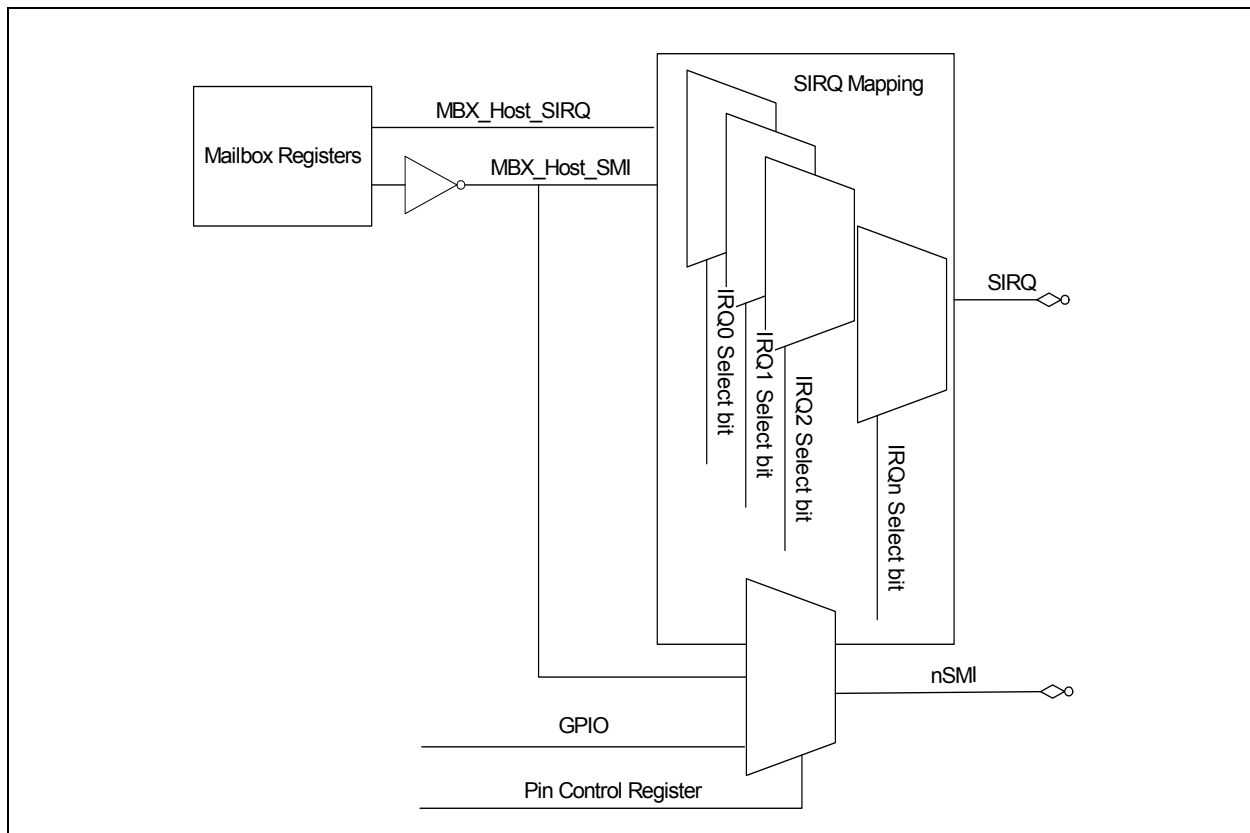 SIRQ Mapping
MBX_Host_SIRQ
Mailbox Registers
MBX_Host_SMI
SIRQ
IRQ0 Select bit
IRQ1 Select bit
IRQ2 Select bit
IRQn Select bit
nSMI
GPIO
Pin Control Register